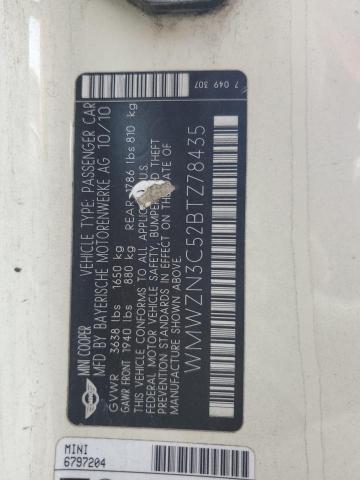 MINI COOPER
VEHICLE TYPE: PASSENGER CAR
MFD BY BAYERISCHE MOTORENWERKE AG 10/10
GVWR 3638 lbs 1650 kg
GAWR FRONT 1940 lbs 880 kg REAR 1786 lbs 810 kg
THIS VEHICLE CONFORMS TO ALL APPLICABLE
FEDERAL MOTOR VEHICLE SAFETY, BUMPER AND THEFT
PREVENTION STANDARDS IN EFFECT ON THE DATE OF
MANUFACTURE SHOWN ABOVE.
WMWZN3C52BTZ78435
7 049 307
MINI
6797204